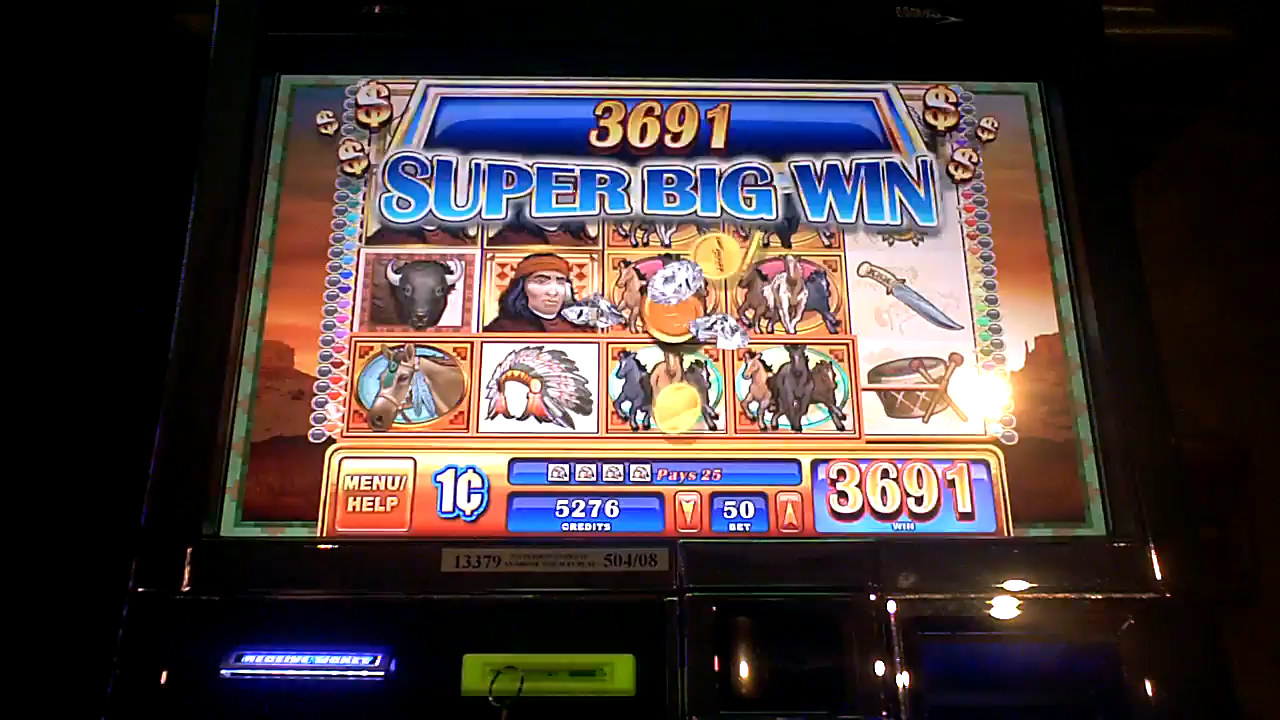 3691
SUPER BIG WIN
MENU/
HELP
1¢
Pays 25
5276
CREDITS
50
BET
3691
WIN
13379
504/08